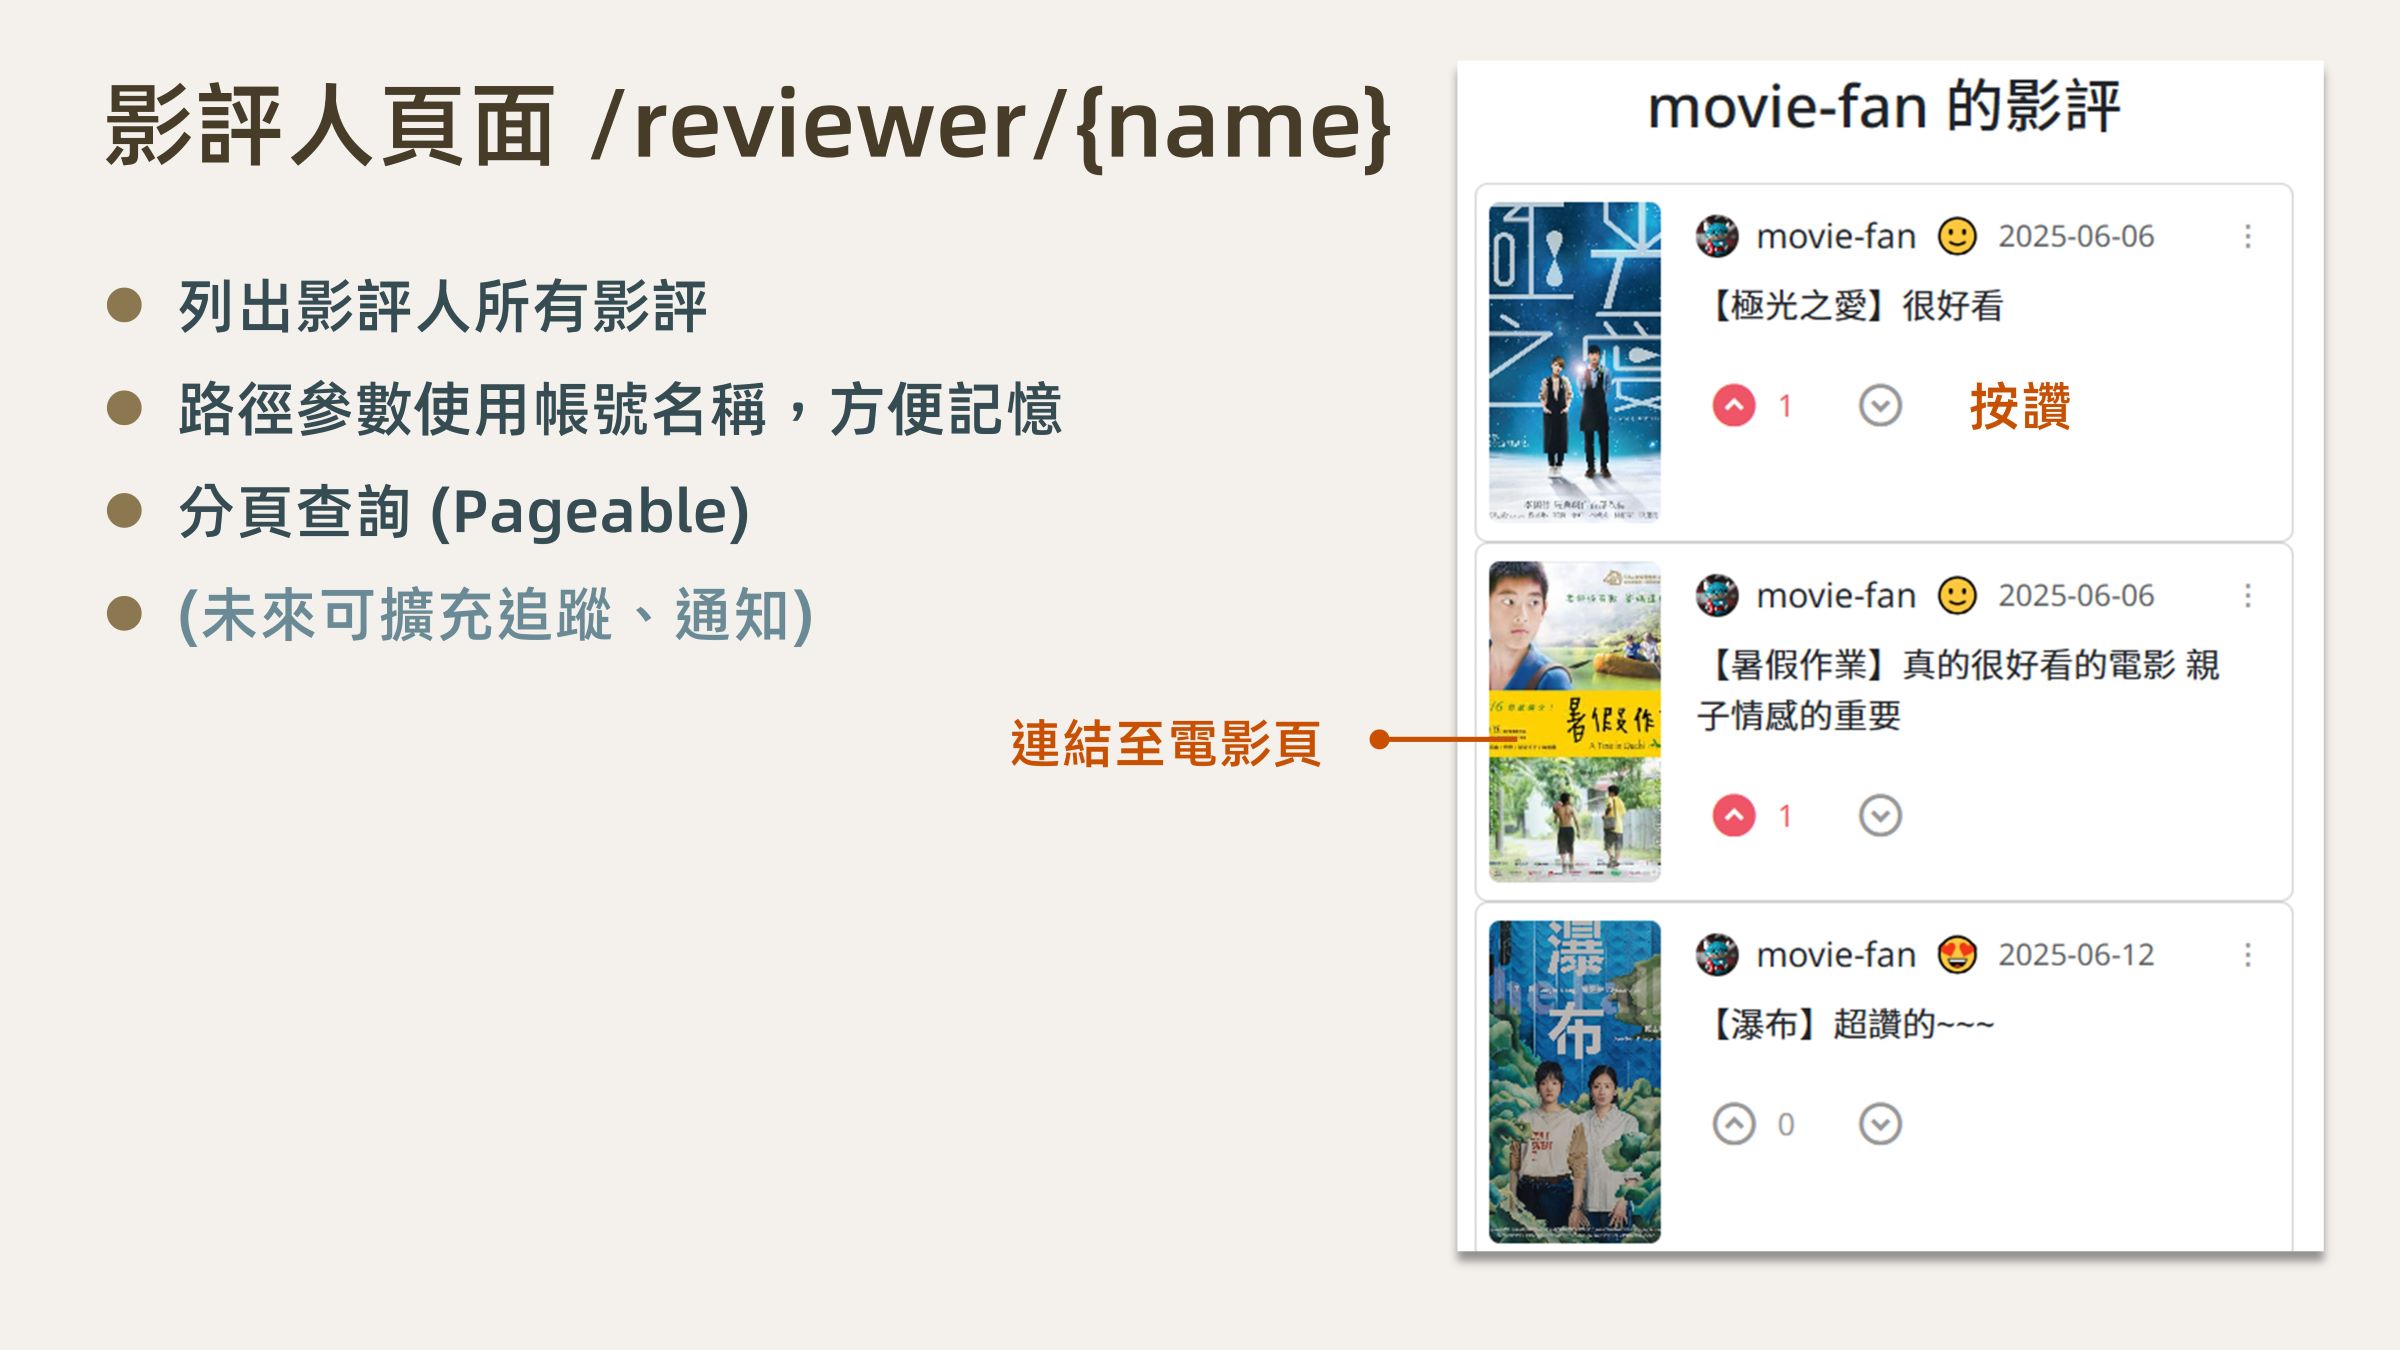 影評人頁面 /reviewer/{name}
列出影評人所有影評
路徑參數使用帳號名稱，方便記憶
分頁查詢 (Pageable)
(未來可擴充追蹤、通知)
連結至電影頁
movie-fan 的影評
movie-fan 2025-06-06
【極光之愛】很好看
1
按讚
movie-fan 2025-06-06
【暑假作業】真的很好看的電影 親
子情感的重要
暑假作
1
瀑布
movie-fan 2025-06-12
【瀑布】超讚的~~~
0